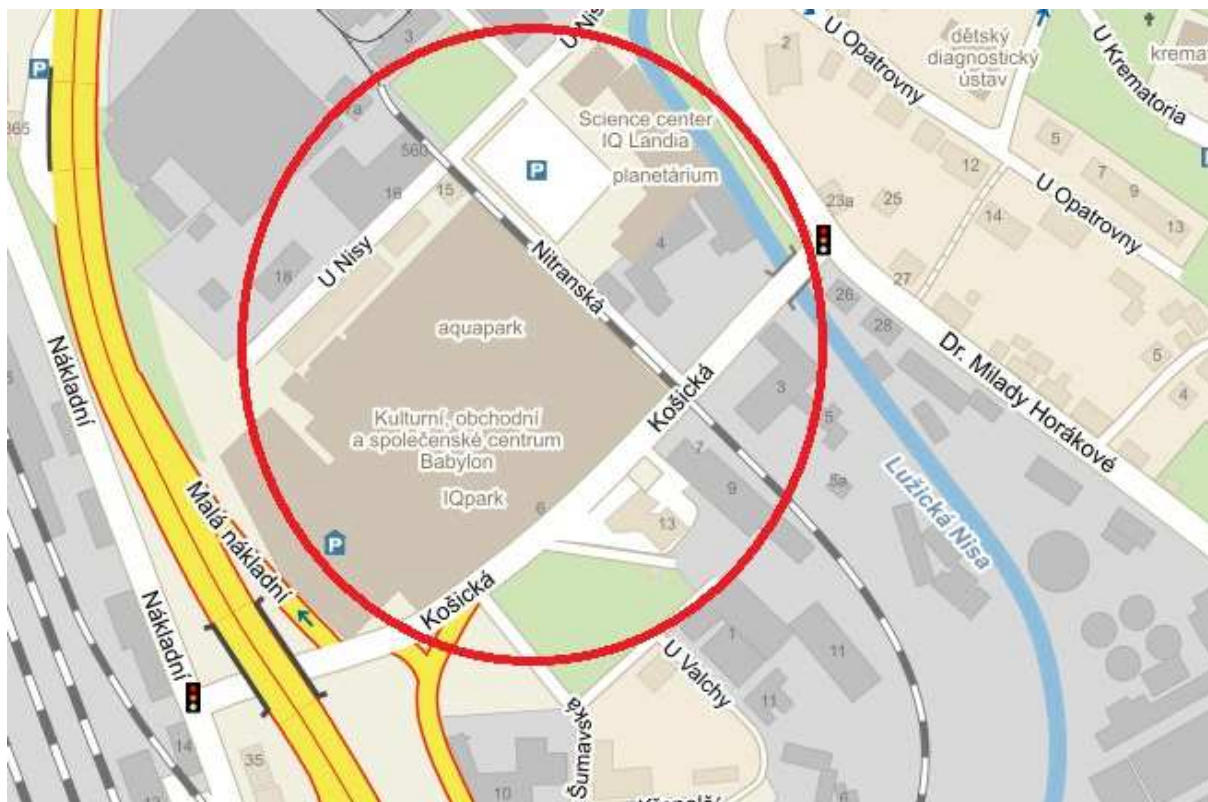 U Nisy
3
2
U Opatrovny
dětský
diagnostický
ústav
U Krematoria
P
1a
Science center
IQ Landia
planetárium
560
16
15
P
5
7
9
12
U Opatrovny
13
14
23a
25
U Nisy
18
Nitranská
4
27
26
28
aquapark
Nákladní
Košická
3
5
Dr. Milady Horákové
5
4
Kulturní, obchodní
a společenské centrum
Babylon
IQpark
6
7
9
8a
13
Lužická Nisa
P
Malá nákladní
Košická
Nákladní
1
11
U Valchy
11
Šumavská
14
35
10
6